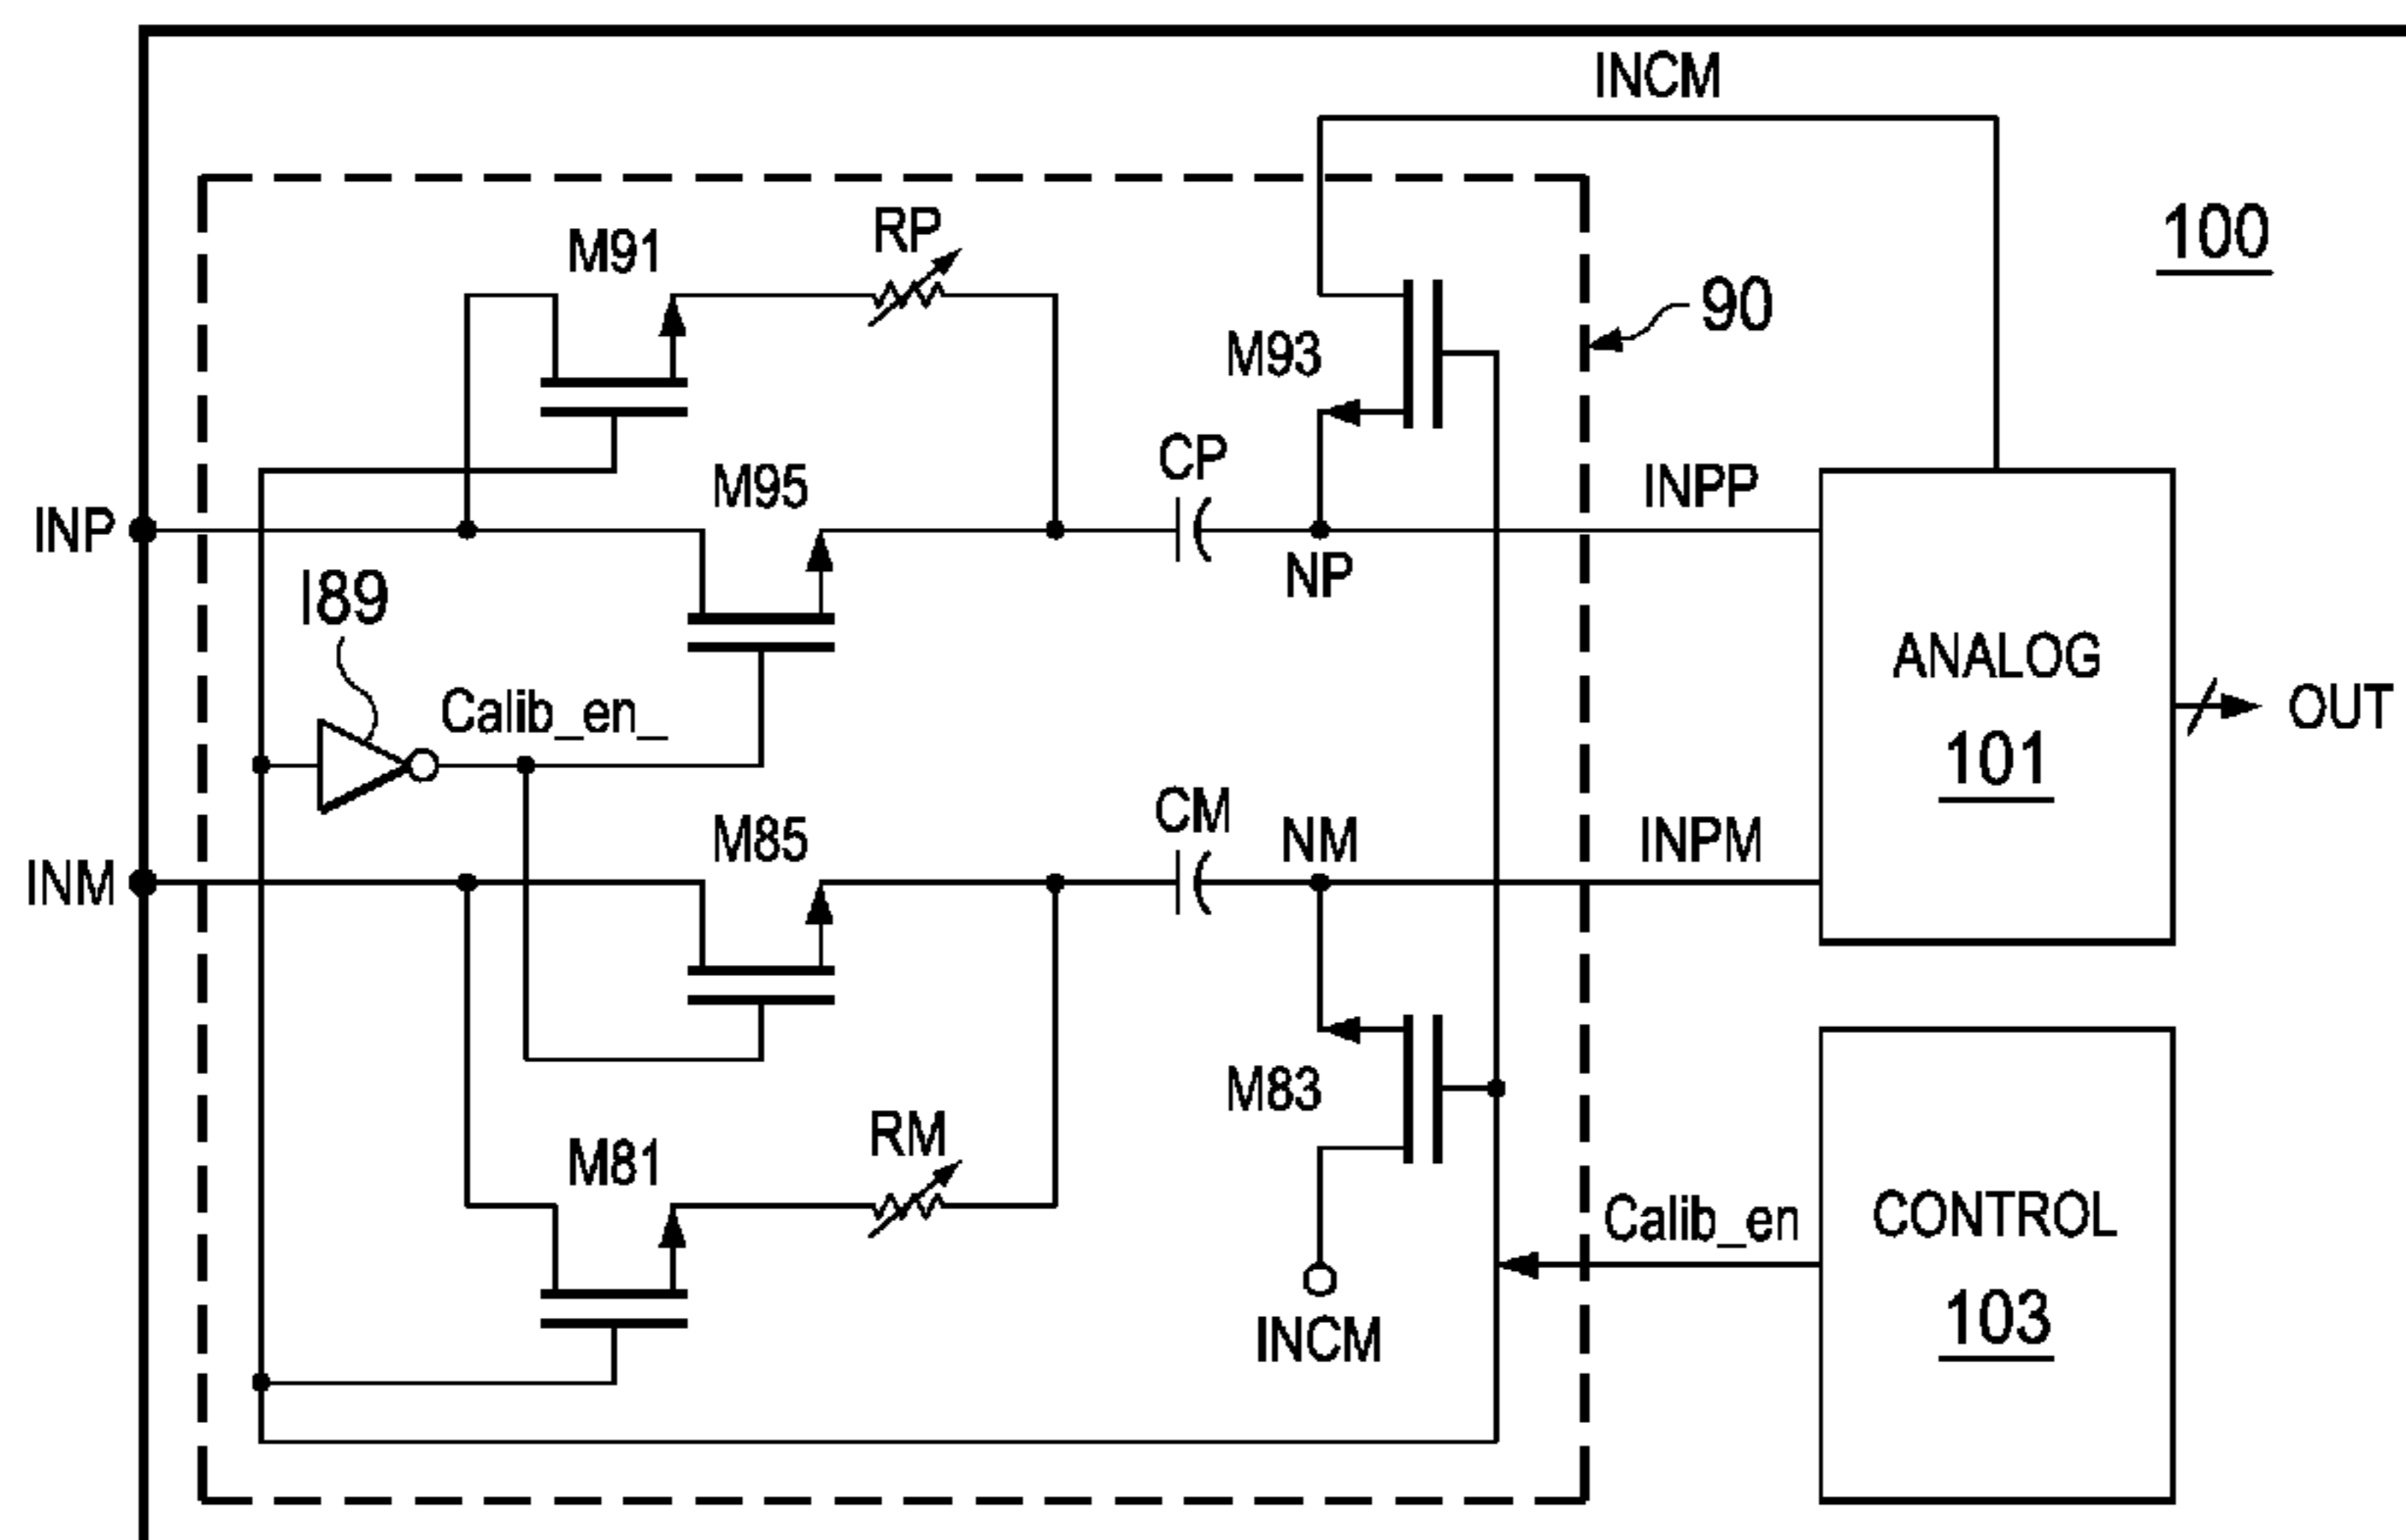 INCM
100
M91
RP
M93
90
INP
M95
CP
NP
INPP
I89
Calib_en_
ANALOG
101
OUT
INM
M85
CM
NM
INPM
M81
RM
M83
INCM
Calib_en
CONTROL
103